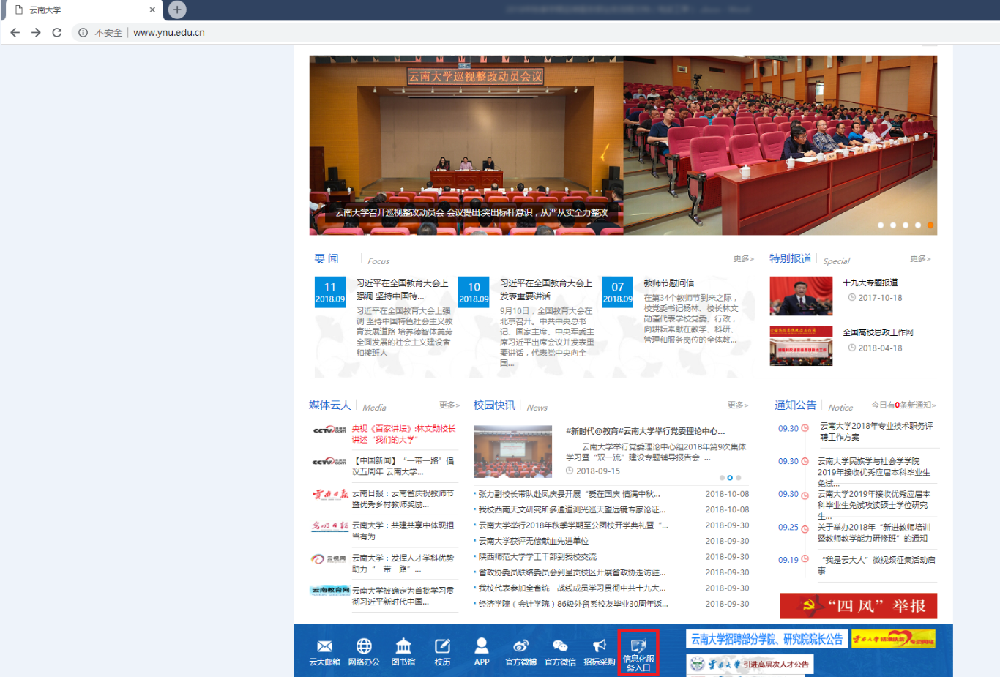 云南大学
不安全
www.ynu.edu.cn
云南大学巡视整改动员会议
云南大学召开巡视整改动员会 会议提出:突出标杆意识，从严从实全力整改
要 闻
Focus
更多>
11
2018.09
习近平在全国教育大会上
强调 坚持中国特...
习近平在全国教育大会上强
调 坚持中国特色社会主义教
育发展道路 培养德智体美劳
全面发展的社会主义建设者
和接班人
10
2018.09
习近平在全国教育大会上
发表重要讲话
9月10日，全国教育大会在
北京召开。中共中央总书
记、国家主席、中央军委主
席习近平出席会议并发表重
要讲话，代表党中央向全
国...
07
2018.09
教师节慰问信
在第34个教师节到来之际，
校党委书记杨林、校长林文
勋谨代表学校党委、行政，
向耕耘奉献在教学、科研、
管理和服务岗位的全体教...
特别报道
Special
更多>
十九大专题报道
2017-10-18
全国高校思政工作网
2018-04-18
媒体云大
Media
更多>
CCTV.com
央视《百家讲坛》:林文勋校长
讲述“我们的大学”
CCTV.com
【中国新闻】“一带一路”倡
议五周年 云南大学...
云南日报
云南日报：云南省庆祝教师节
暨优秀乡村教师奖励...
光明日报
云南大学：共建共享中体现担
当有为
云视网
云南大学：发挥人才学科优势
助力“一带一路”...
云南教育网
云南大学被确定为首批学习贯
彻习近平新时代中国...
校园快讯
News
更多>
#新时代@教育#云南大学举行党委理论中心...
云南大学举行党委理论中心组2018年第9次集体
学习暨“双一流”建设专题辅导报告会 ...
2018-09-15
张力副校长带队赴凤庆县开展“爱在国庆 情满中秋...
2018-10-08
我校西南天文研究所多通道测光巡天望远镜专家论证...
2018-10-08
云南大学举行2018年秋季学期至公团校开学典礼暨“...
2018-09-30
云南大学获评无偿献血先进单位
2018-09-30
陕西师范大学学工干部到我校交流
2018-09-30
省政协委员联络委员会到呈贡校区开展省政协走访驻...
2018-09-30
我校代表参加全省统一战线成员学习贯彻中共十九大...
2018-09-30
经济学院（会计学院）86级外贸系校友毕业30周年返...
2018-09-30
通知公告
Notice
今日有0条新通知>
09.30
云南大学2018年专业技术职务评
聘工作方案
09.30
云南大学民族学与社会学学院
2019年接收优秀应届本科毕业生
免试...
09.30
云南大学2019年接收优秀应届本
科毕业生免试攻读硕士学位研究
生...
09.25
关于举办2018年“新进教师培训
暨教师教学能力研修班”的通知
09.19
“我是云大人”微视频征集活动启
事
“四风”举报
云大邮箱
网络办公
图书馆
校历
APP
官方微博
官方微信
招标采购
信息化服
务入口
云南大学招聘部分学院、研究院院长公告
云南大学 引进高层次人才公告